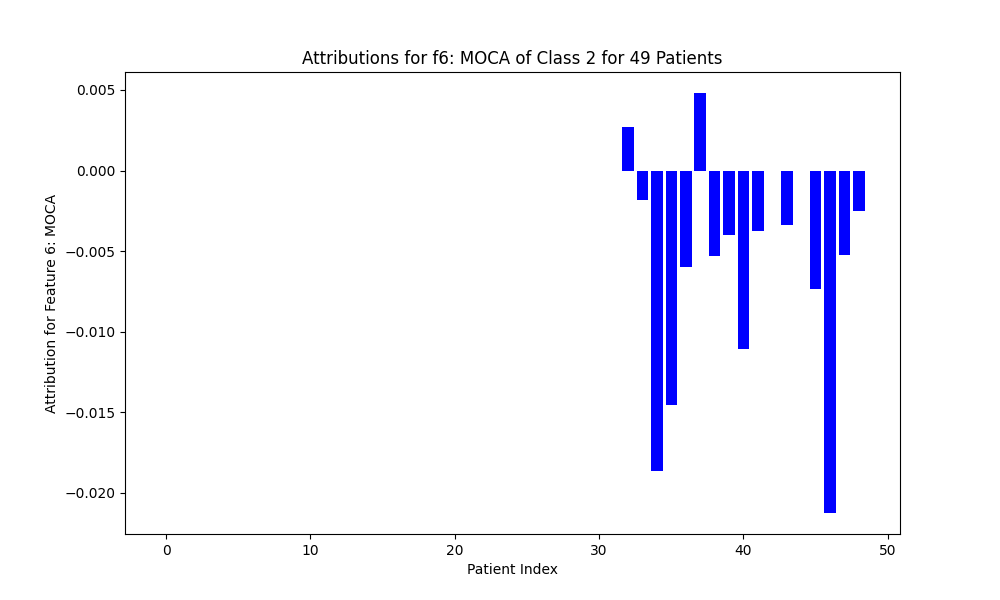 Attributions for f6: MOCA of Class 2 for 49 Patients
Attribution for Feature 6: MOCA
0.005
0.000
−0.005
−0.010
−0.015
−0.020
0 10 20 30 40 50
Patient Index